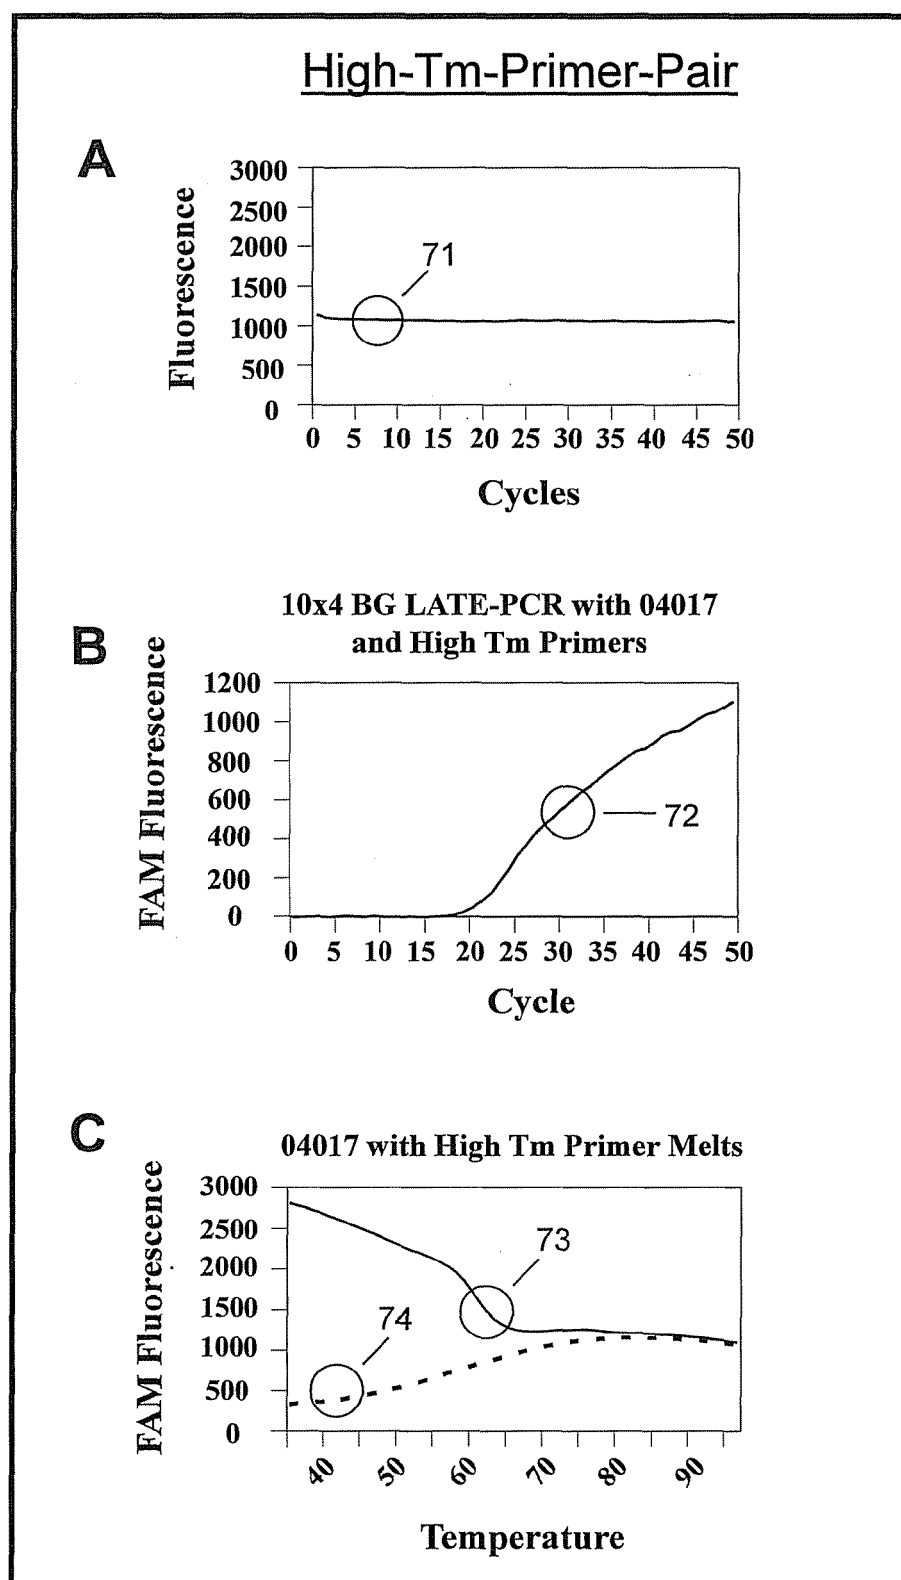 High-Tm-Primer-Pair
A
3000
2500
2000
1500
1000
500
0
Fluorescence
71
0 5 10 15 20 25 30 35 40 45 50
Cycles
10x4 BG LATE-PCR with 04017
and High Tm Primers
B
1200
1000
800
600
400
200
0
FAM Fluorescence
72
0 5 10 15 20 25 30 35 40 45 50
Cycle
C
04017 with High Tm Primer Melts
3000
2500
2000
1500
1000
500
0
FAM Fluorescence
73
74
40 50 60 70 80 90
Temperature